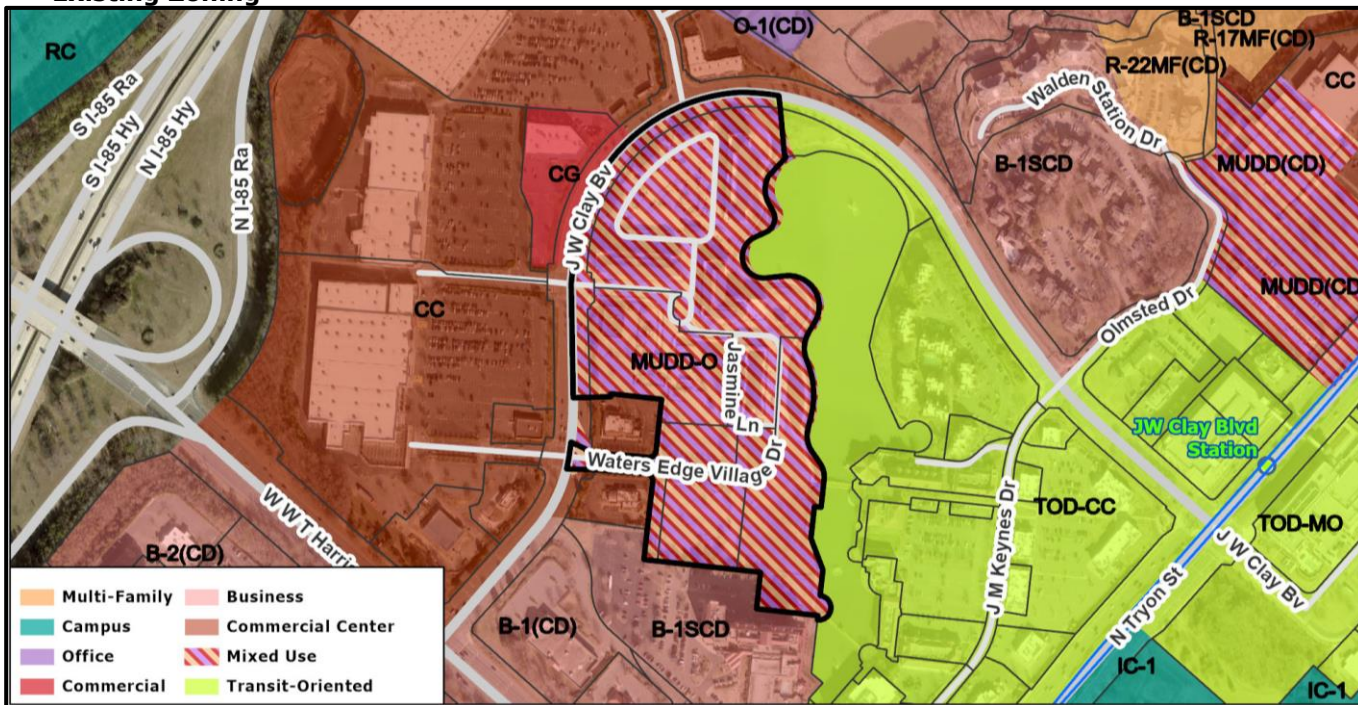 Existing Zoning
RC
S I-85 Ra
S I-85 Hy
N I-85 Hy
N I-85 Ra
O-1(CD)
B-1SCD
R-17MF(CD)
R-22MF(CD)
CC
Walden Station Dr
MUDD(CD)
B-1SCD
CG
J W Clay Bv
MUDD(CD
Olmsted Dr
CC
MUDD-O
Jasmine Ln
JW Clay Blvd
Station
Waters Edge Village Dr
J M Keynes Dr
TOD-CC
TOD-MO
W W T Harri
B-2(CD)
J W Clay Bv
N Tryon St
B-1(CD)
B-1SCD
IC-1
IC-1
Multi-Family
Business
Campus
Commercial Center
Office
Mixed Use
Commercial
Transit-Oriented